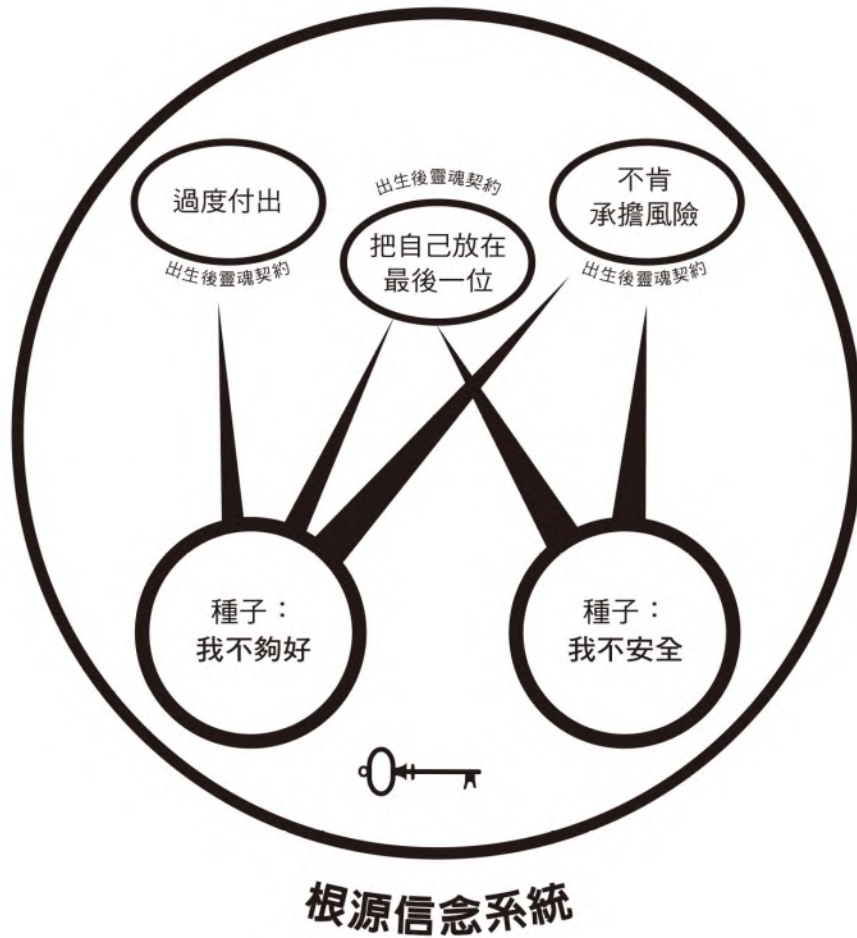 過度付出
出生後靈魂契約
出生後靈魂契約
把自己放在
最後一位
不肯
承擔風險
出生後靈魂契約
種子：
我不夠好
種子：
我不安全
根源信念系統